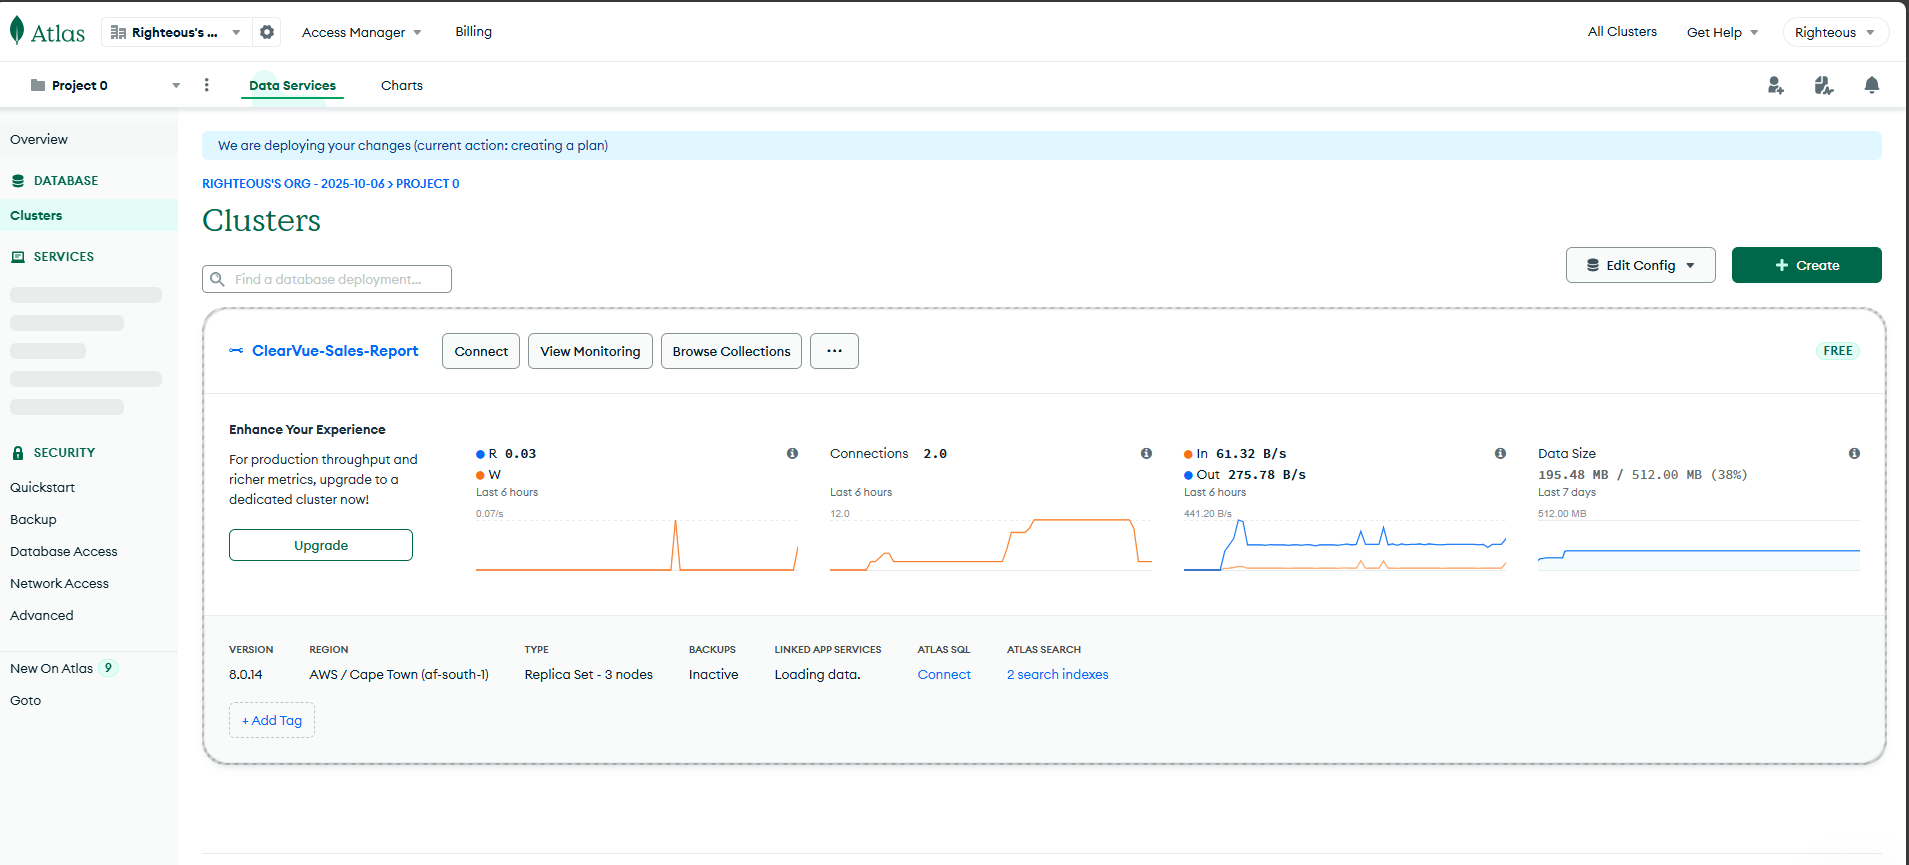 Atlas
Righteous's ...
Access Manager
Billing
All Clusters
Get Help
Righteous
Project 0
Data Services
Charts
Overview
DATABASE
Clusters
SERVICES
SECURITY
Quickstart
Backup
Database Access
Network Access
Advanced
New On Atlas 9
Goto
We are deploying your changes (current action: creating a plan)
RIGHTEOUS'S ORG - 2025-10-06 > PROJECT 0
Clusters
Find a database deployment...
Edit Config
+ Create
ClearVue-Sales-Report
Connect
View Monitoring
Browse Collections
...
FREE
Enhance Your Experience
For production throughput and
richer metrics, upgrade to a
dedicated cluster now!
Upgrade
R 0.03
W
Last 6 hours
0.07/s
Connections 2.0
Last 6 hours
12.0
In 61.32 B/s
Out 275.78 B/s
Last 6 hours
441.20 B/s
Data Size
195.48 MB / 512.00 MB (38%)
Last 7 days
512.00 MB
VERSION
8.0.14
REGION
AWS / Cape Town (af-south-1)
TYPE
Replica Set - 3 nodes
BACKUPS
Inactive
LINKED APP SERVICES
Loading data.
ATLAS SQL
Connect
ATLAS SEARCH
2 search indexes
+ Add Tag